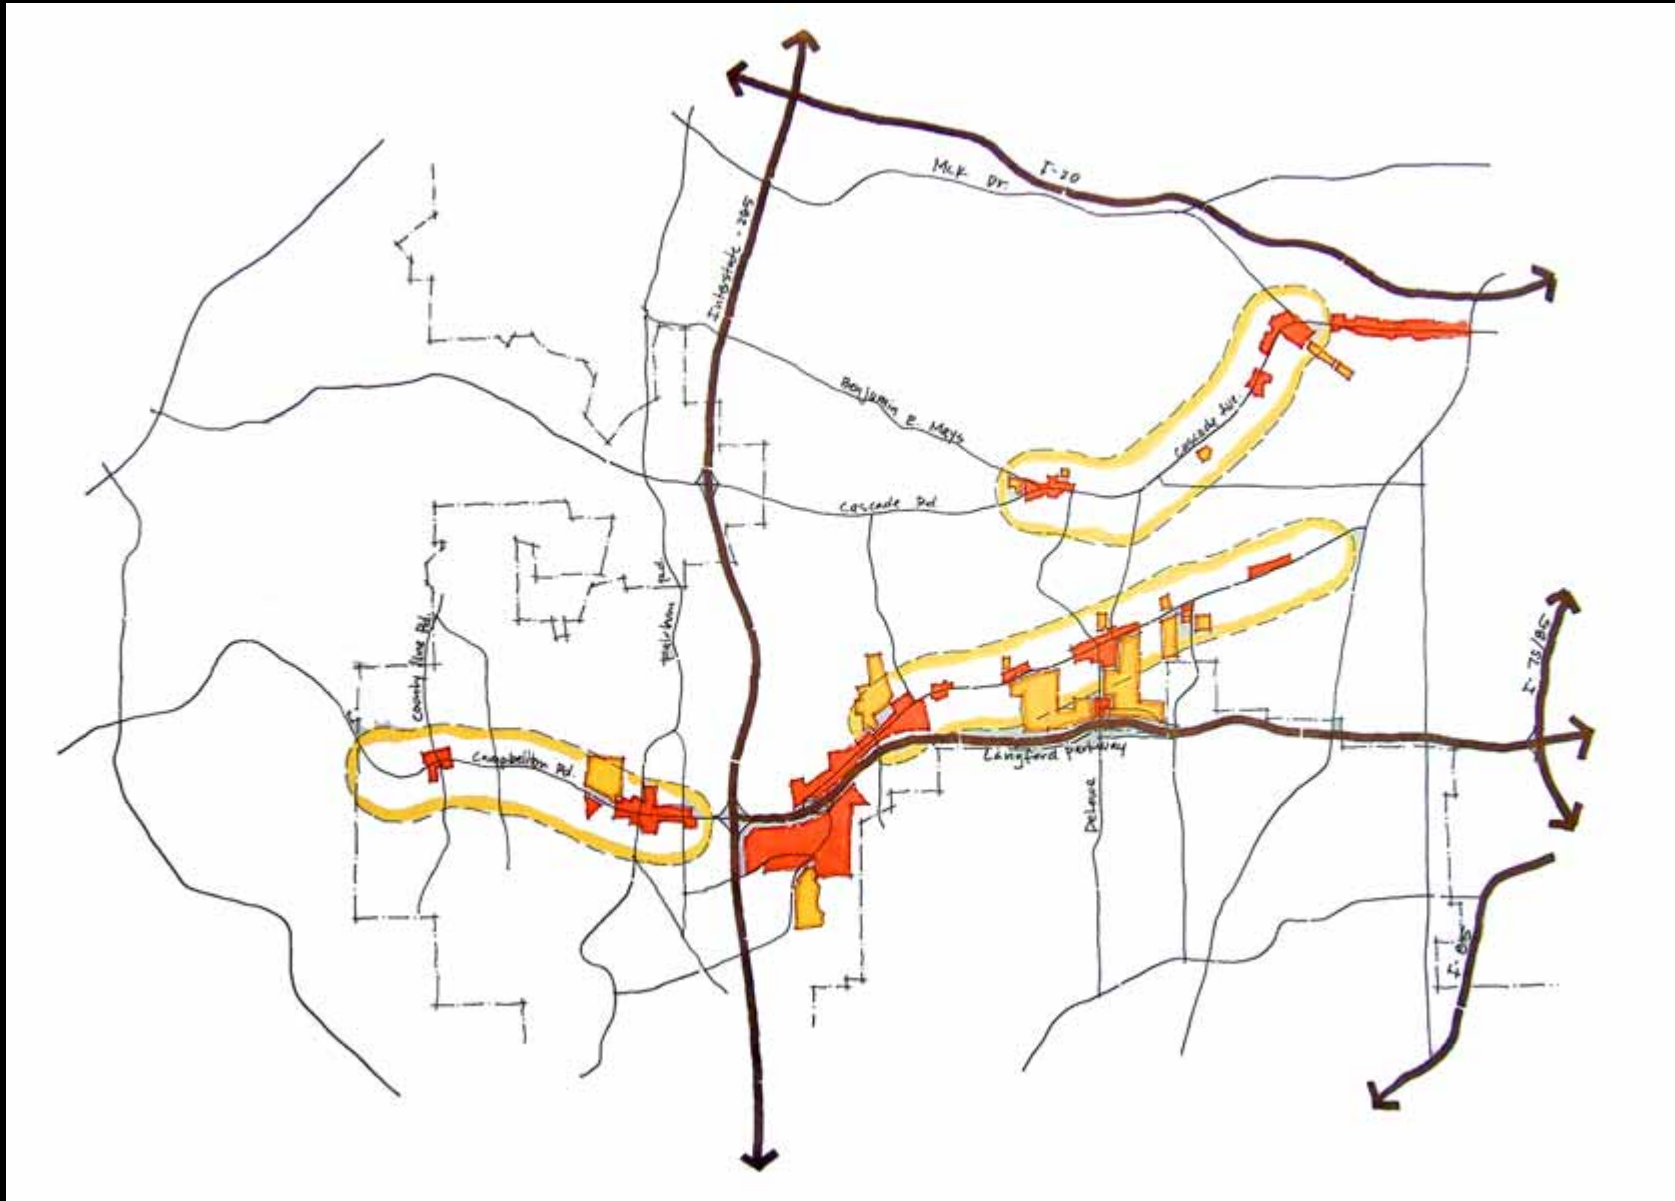 I-20
MLK Dr.
Interstate - 285
Benjamin E. Mays
Cascade Ave.
Cascade Rd
Fairburn Rd.
County Line Rd.
I-75/85
Campbellton Rd.
Langford parkway
Delowe
I-85